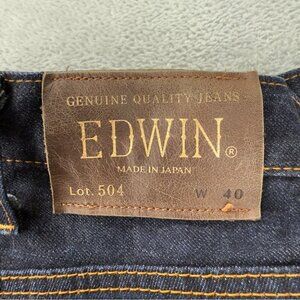 GENUINE QUALITY JEANS
EDWIN®
MADE IN JAPAN
Lot. 504 W 40